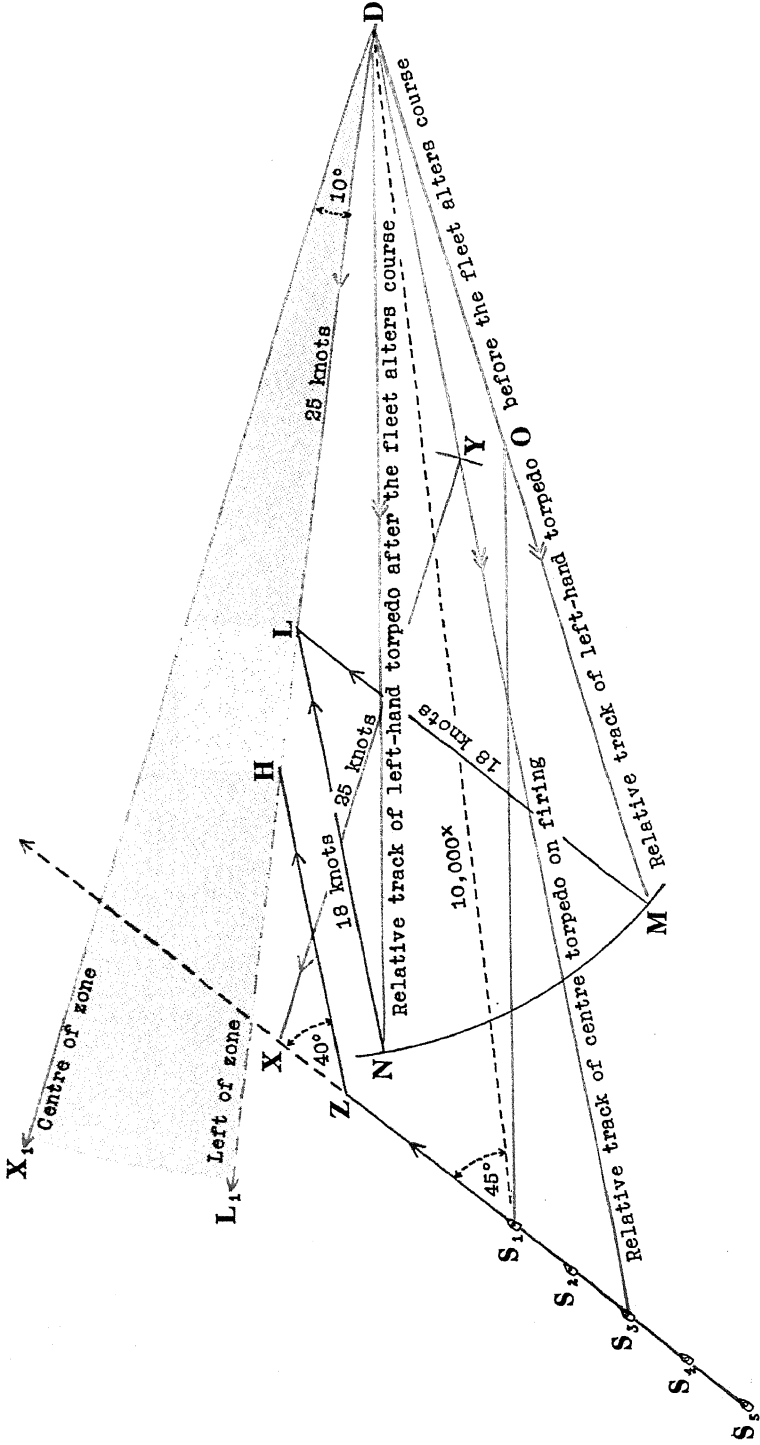 D
10°
25 knots
Relative track of left-hand torpedo before the fleet alters course
O
Y
Relative track of left-hand torpedo after the fleet alters course
L
H
25 knots
18 knots
18 knots
10,000ˣ
Relative track of centre torpedo on firing
M
N
X
40°
Z
Centre of zone
Left of zone
X₁
L₁
45°
S₁
S₂
S₃
S₄
S₅